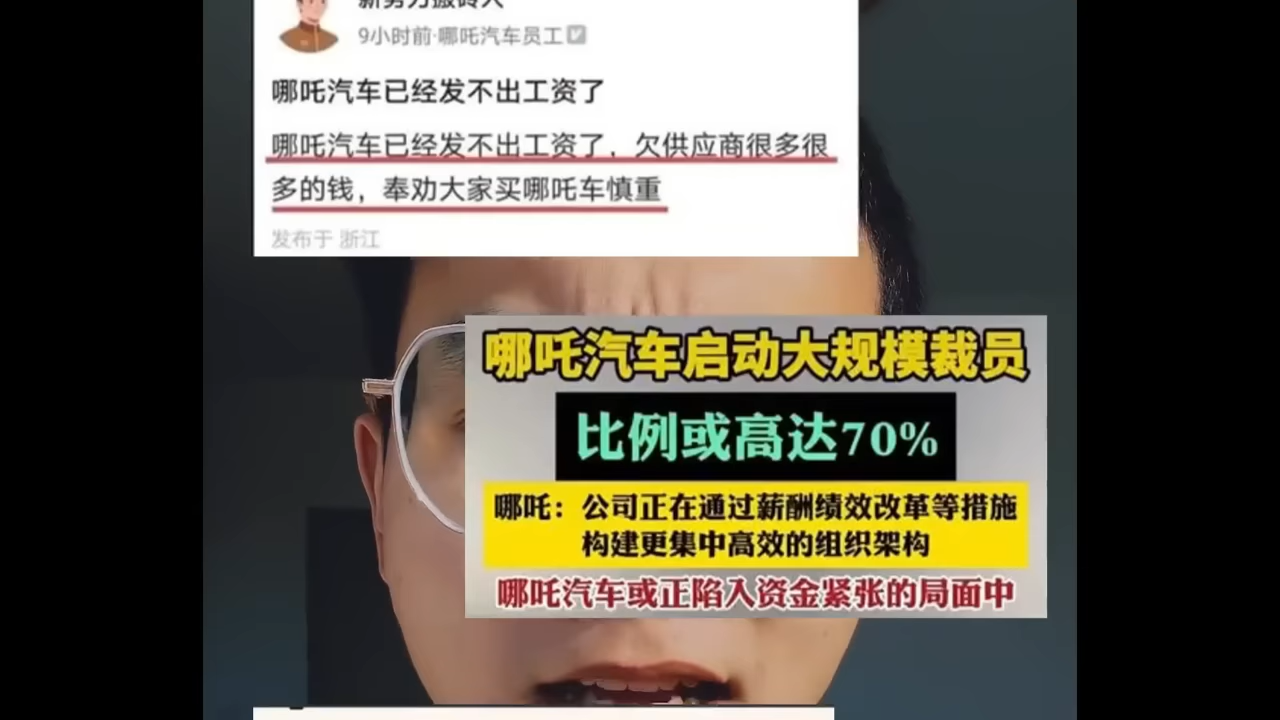 新势力搬砖人
9小时前·哪吒汽车员工
哪吒汽车已经发不出工资了
哪吒汽车已经发不出工资了，欠供应商很多很
多的钱，奉劝大家买哪吒车慎重
发布于 浙江
哪吒汽车启动大规模裁员
比例或高达70%
哪吒：公司正在通过薪酬绩效改革等措施
构建更集中高效的组织架构
哪吒汽车或正陷入资金紧张的局面中